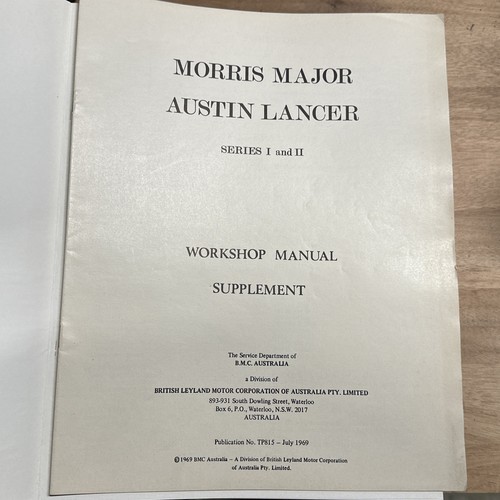 MORRIS MAJOR
AUSTIN LANCER
SERIES I and II
WORKSHOP MANUAL
SUPPLEMENT
The Service Department of
B.M.C. AUSTRALIA
a Division of
BRITISH LEYLAND MOTOR CORPORATION OF AUSTRALIA PTY. LIMITED
893-931 South Dowling Street, Waterloo
Box 6, P.O., Waterloo, N.S.W. 2017
AUSTRALIA
Publication No. TP815 – July 1969
© 1969 BMC Australia – A Division of British Leyland Motor Corporation
of Australia Pty. Limited.